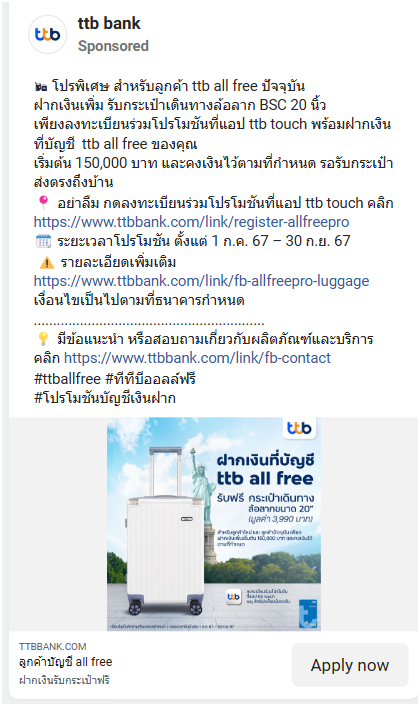 ttb bank
Sponsored
🧳 โปรพิเศษ สำหรับลูกค้า ttb all free ปัจจุบัน
ฝากเงินเพิ่ม รับกระเป๋าเดินทางล้อลาก BSC 20 นิ้ว
เพียงลงทะเบียนร่วมโปรโมชันที่แอป ttb touch พร้อมฝากเงิน
ที่บัญชี ttb all free ของคุณ
เริ่มต้น 150,000 บาท และคงเงินไว้ตามที่กำหนด รอรับกระเป๋า
ส่งตรงถึงบ้าน
📍 อย่าลืม กดลงทะเบียนร่วมโปรโมชันที่แอป ttb touch คลิก
https://www.ttbbank.com/link/register-allfreepro
🗓️ ระยะเวลาโปรโมชัน ตั้งแต่ 1 ก.ค. 67 – 30 ก.ย. 67
⚠️ รายละเอียดเพิ่มเติม
https://www.ttbbank.com/link/fb-allfreepro-luggage
เงื่อนไขเป็นไปตามที่ธนาคารกำหนด
............................................................
💡 มีข้อแนะนำ หรือสอบถามเกี่ยวกับผลิตภัณฑ์และบริการ
คลิก https://www.ttbbank.com/link/fb-contact
#ttballfree #ทีทีบีออลล์ฟรี
#โปรโมชันบัญชีเงินฝาก
ttb
ฝากเงินที่บัญชี
ttb all free
รับฟรี กระเป๋าเดินทาง
ล้อลากขนาด 20"
(มูลค่า 3,990 บาท)
TTBBANK.COM
ลูกค้าบัญชี all free
ฝากเงินรับกระเป๋าฟรี
Apply now